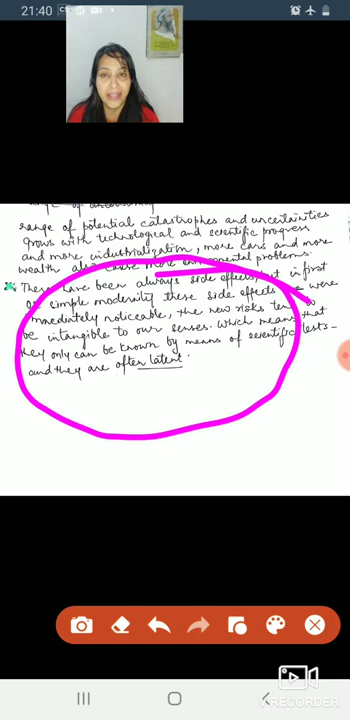 21:40
range of potential catastrophes and uncertainties
grows with technological and scientific progress
and more industrialization, more cars and more
wealth also more environmental problems.
There have been always side effects, but in first
or simple modernity these side effects were
immediately noticeable, the new risks tend to
be intangible to our senses. Which means that
they only can be known by means of scientific tests-
and they are often latent.
V RECORDER